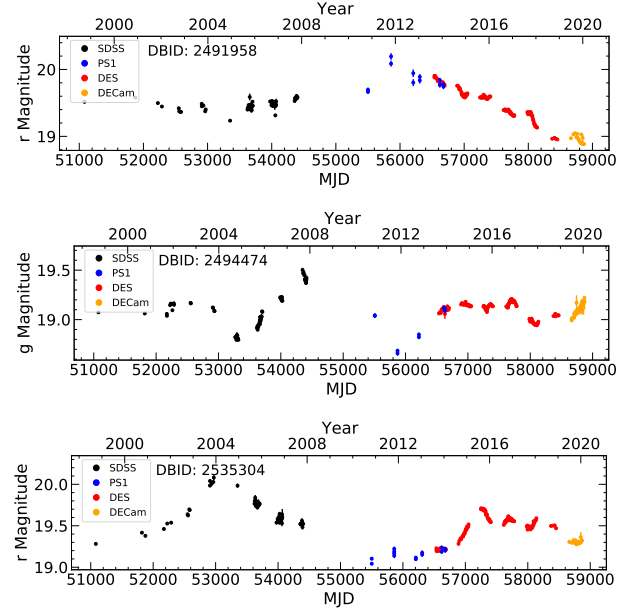 Year
2000 2004 2008 2012 2016 2020
SDSS
PS1
DES
DECam
DBID: 2491958
r Magnitude
20
19
51000 52000 53000 54000 55000 56000 57000 58000 59000
MJD
Year
2000 2004 2008 2012 2016 2020
SDSS
PS1
DES
DECam
DBID: 2494474
g Magnitude
19.5
19.0
51000 52000 53000 54000 55000 56000 57000 58000 59000
MJD
Year
2000 2004 2008 2012 2016 2020
SDSS
PS1
DES
DECam
DBID: 2535304
r Magnitude
20.0
19.5
19.0
51000 52000 53000 54000 55000 56000 57000 58000 59000
MJD